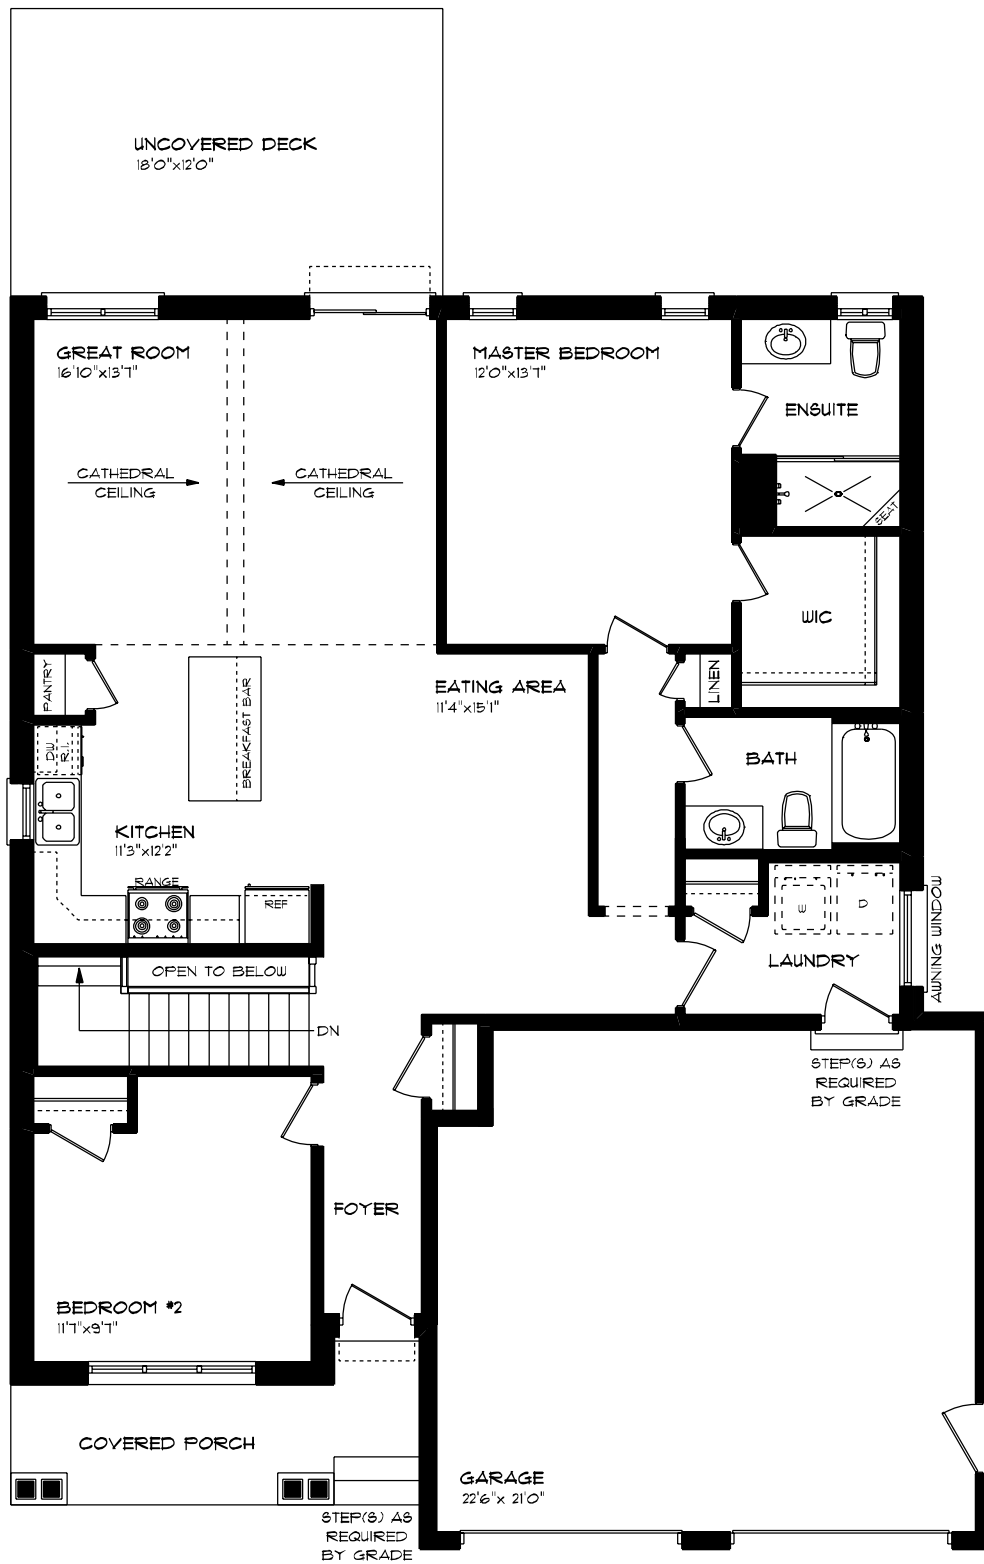 UNCOVERED DECK
18'0"x12'0"
GREAT ROOM
16'10"x13'7"
MASTER BEDROOM
12'0"x13'7"
ENSUITE
CATHEDRAL
CEILING
CATHEDRAL
CEILING
SEAT
WIC
PANTRY
LINEN
EATING AREA
11'4"x15'1"
BREAKFAST BAR
DW
R.I.
BATH
KITCHEN
11'3"x12'2"
RANGE
REF
W
D
AWNING WINDOW
LAUNDRY
OPEN TO BELOW
DN
STEP(S) AS
REQUIRED
BY GRADE
FOYER
BEDROOM #2
11'7"x9'7"
COVERED PORCH
GARAGE
22'6"x 21'0"
STEP(S) AS
REQUIRED
BY GRADE